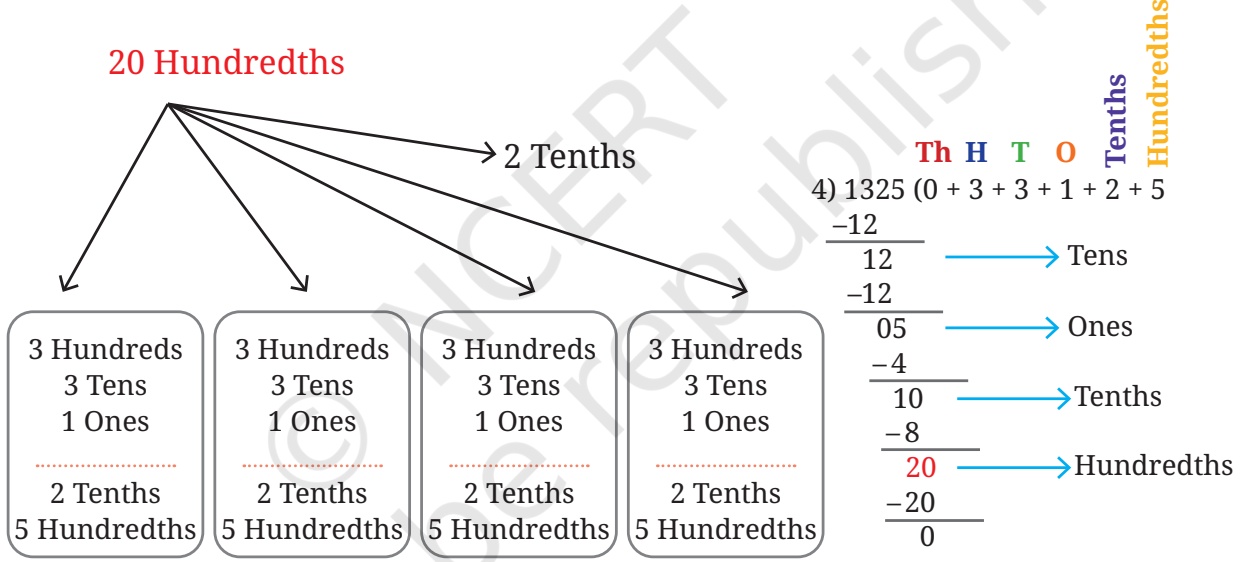 20 Hundredths
2 Tenths
3 Hundreds
3 Tens
1 Ones
2 Tenths
5 Hundredths
3 Hundreds
3 Tens
1 Ones
2 Tenths
5 Hundredths
3 Hundreds
3 Tens
1 Ones
2 Tenths
5 Hundredths
3 Hundreds
3 Tens
1 Ones
2 Tenths
5 Hundredths
Th H T O Tenths Hundredths
4) 1325 (0 + 3 + 3 + 1 + 2 + 5
–12
12 Tens
–12
05 Ones
–4
10 Tenths
–8
20 Hundredths
–20
0
© NCERT
be republish